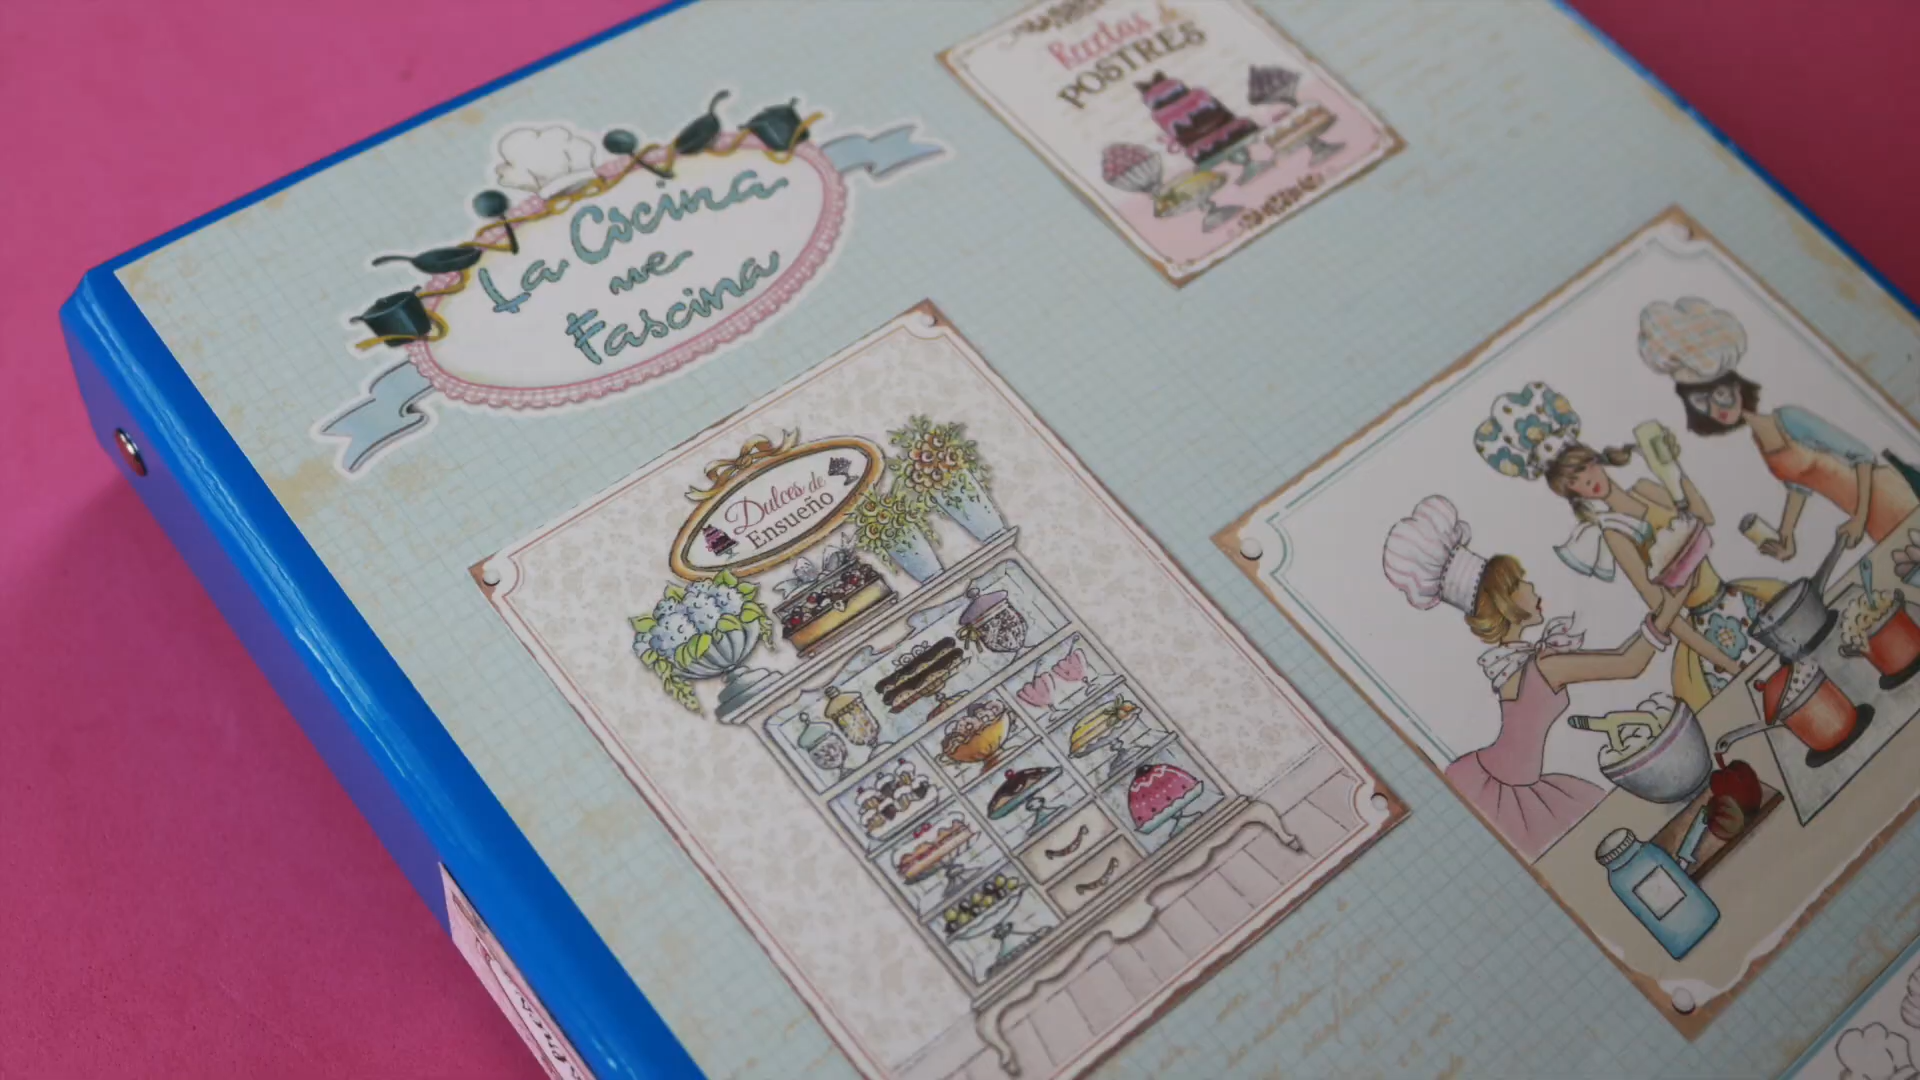 La Cocina
me
Fascina
Recetas de
POSTRES
Dulces de
Ensueño